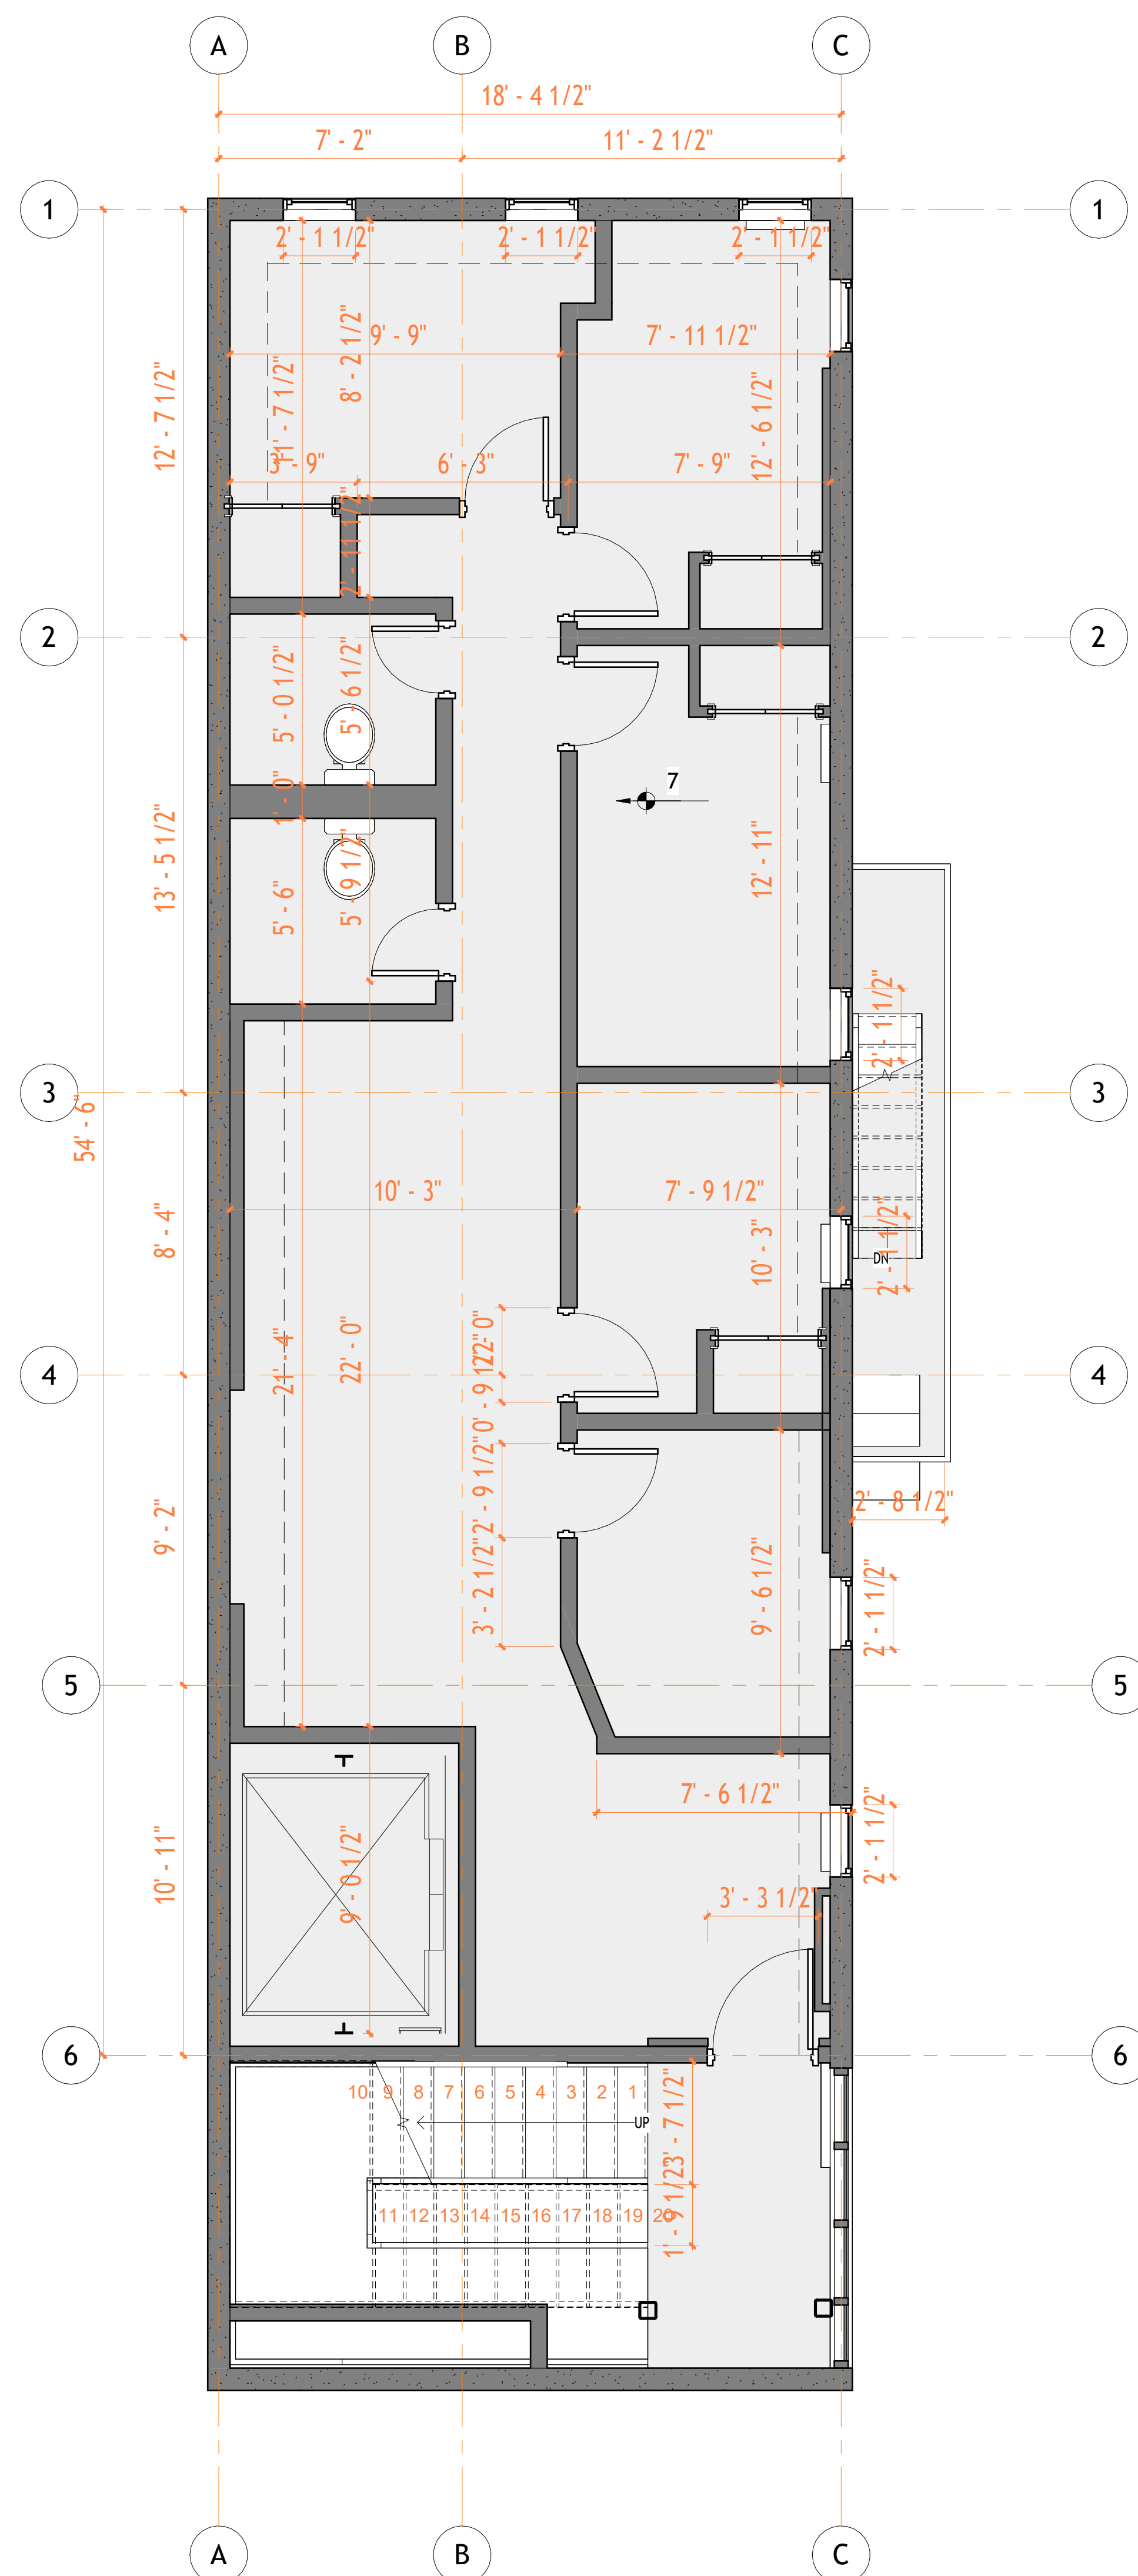 A B C
18' - 4 1/2"
7' - 2" 11' - 2 1/2"
1 1
2' - 1 1/2" 2' - 1 1/2" 2' - 1 1/2"
9' - 9" 7' - 11 1/2"
8' - 2 1/2"
12' - 7 1/2"
11' - 7 1/2"
12' - 6 1/2"
3' - 9" 6' - 3" 7' - 9"
2' - 11 1/2"
2 2
5' - 0 1/2"
5' - 6 1/2"
7
1' - 0"
13' - 5 1/2"
12' - 11"
5' - 6"
5' - 9 1/2"
2' - 1 1/2"
3 3
54' - 6"
10' - 3" 7' - 9 1/2"
8' - 4"
10' - 3"
2' - 1 1/2"
DN
2' - 0"
21' - 4"
22' - 0"
4 4
0' - 9 1/2"
2' - 9 1/2"
2' - 8 1/2"
9' - 2"
3' - 2 1/2"
9' - 6 1/2"
2' - 1 1/2"
5 5
7' - 6 1/2"
2' - 1 1/2"
10' - 11"
9' - 0 1/2"
3' - 3 1/2"
6 6
10 9 8 7 6 5 4 3 2 1
UP
3' - 7 1/2"
11 12 13 14 15 16 17 18 19 20
1' - 9 1/2"
A B C